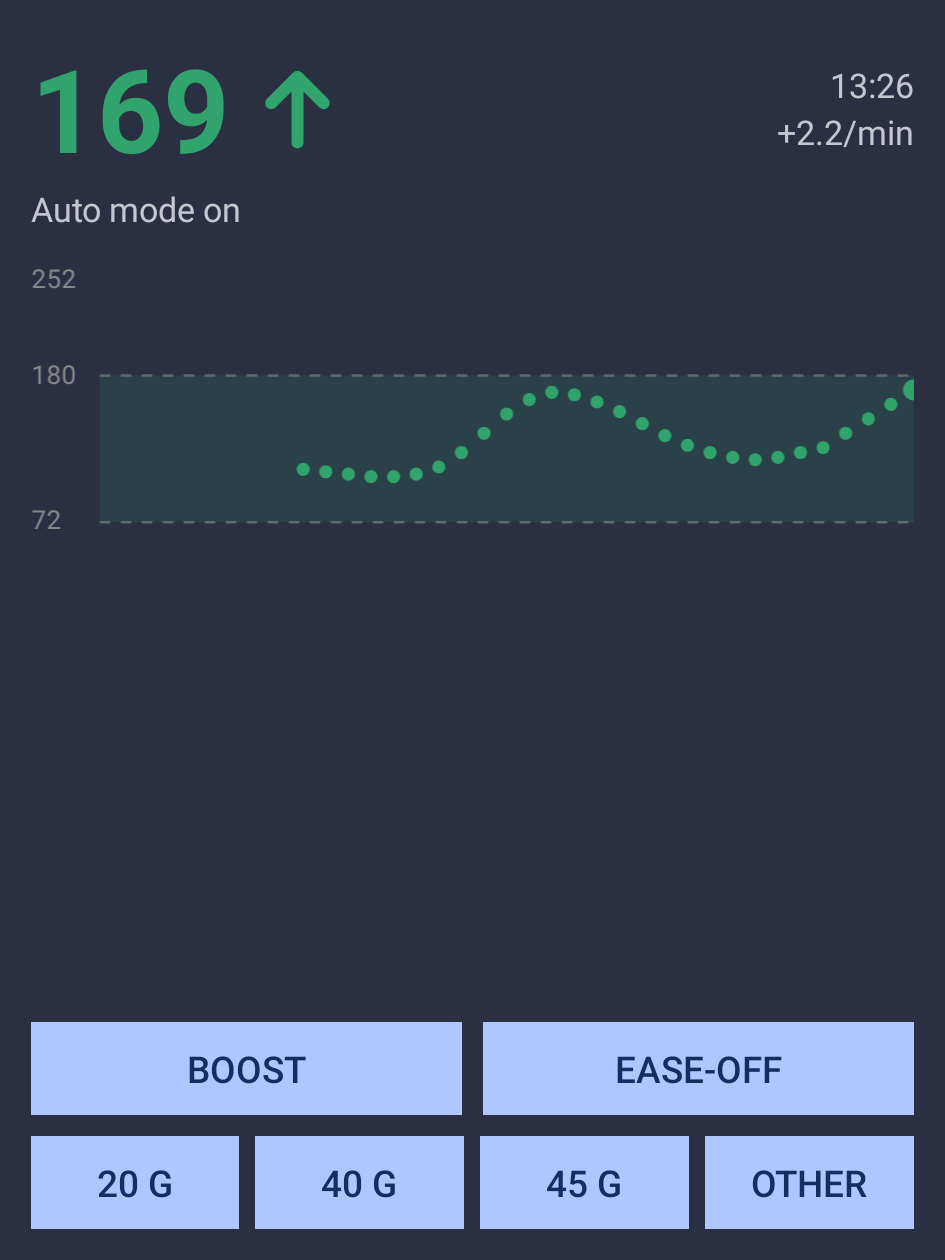 169
13:26
+2.2/min
Auto mode on
252
180
72
BOOST
EASE-OFF
20 G
40 G
45 G
OTHER